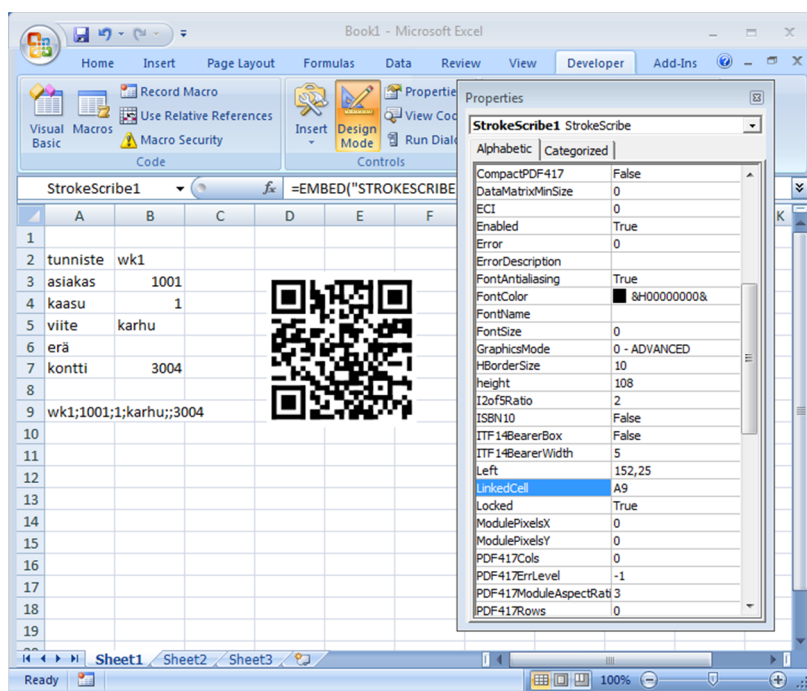 Book1 - Microsoft Excel
Home Insert Page Layout Formulas Data Review View Developer Add-Ins
Visual Basic
Macros
Record Macro
Use Relative References
Macro Security
Code
Insert
Design Mode
Propertie
View Coc
Run Dialo
Controls
StrokeScribe1 fx =EMBED("STROKESCRIBE
A B C D E F K
1
2 tunniste wk1
3 asiakas 1001
4 kaasu 1
5 viite karhu
6 erä
7 kontti 3004
8
9 wk1;1001;1;karhu;;3004
10
11
12
13
14
15
16
17
18
19
Properties
StrokeScribe1 StrokeScribe
Alphabetic Categorized
CompactPDF417 False
DataMatrixMinSize 0
ECI 0
Enabled True
Error 0
ErrorDescription
FontAntialiasing True
FontColor &H00000000&
FontName
FontSize 0
GraphicsMode 0 - ADVANCED
HBorderSize 10
height 108
I2of5Ratio 2
ISBN10 False
ITF14BearerBox False
ITF14BearerWidth 5
Left 152,25
LinkedCell A9
Locked True
ModulePixelsX 0
ModulePixelsY 0
PDF417Cols 0
PDF417ErrLevel -1
PDF417ModuleAspectRati 3
PDF417Rows 0
Sheet1 Sheet2 Sheet3
Ready 100%